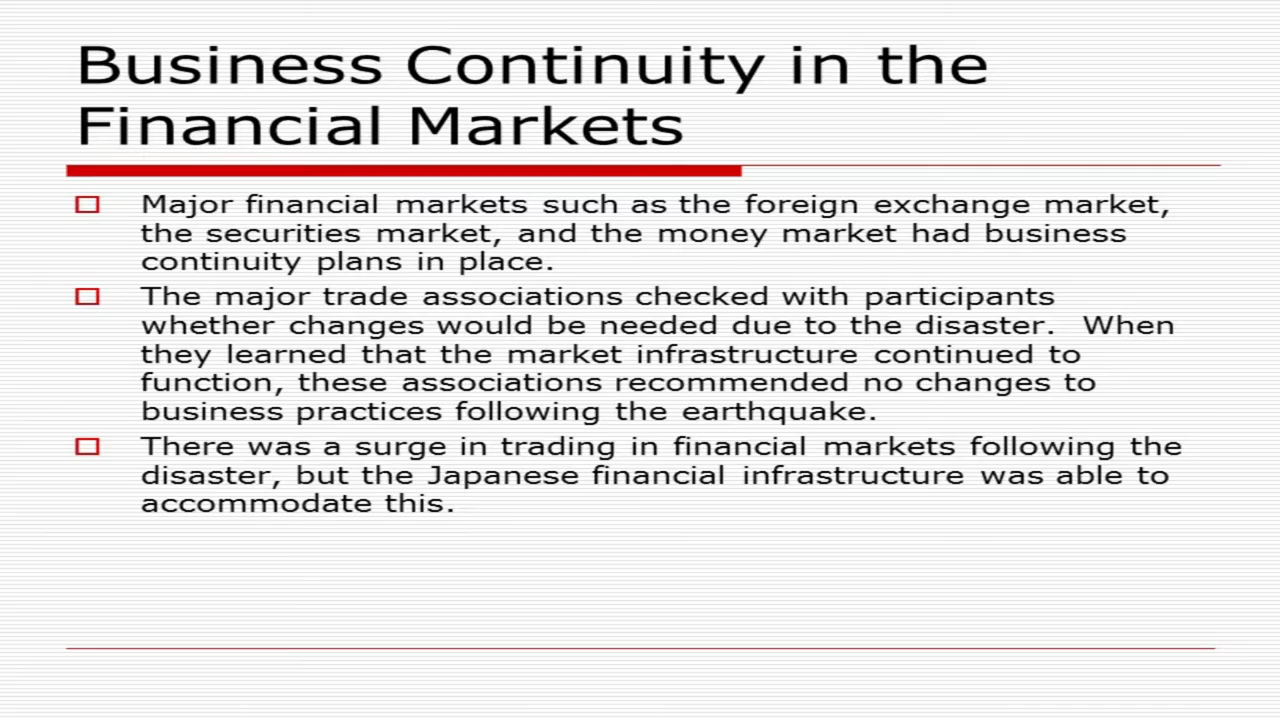 Business Continuity in the
Financial Markets
Major financial markets such as the foreign exchange market,
the securities market, and the money market had business
continuity plans in place.
The major trade associations checked with participants
whether changes would be needed due to the disaster.  When
they learned that the market infrastructure continued to
function, these associations recommended no changes to
business practices following the earthquake.
There was a surge in trading in financial markets following the
disaster, but the Japanese financial infrastructure was able to
accommodate this.